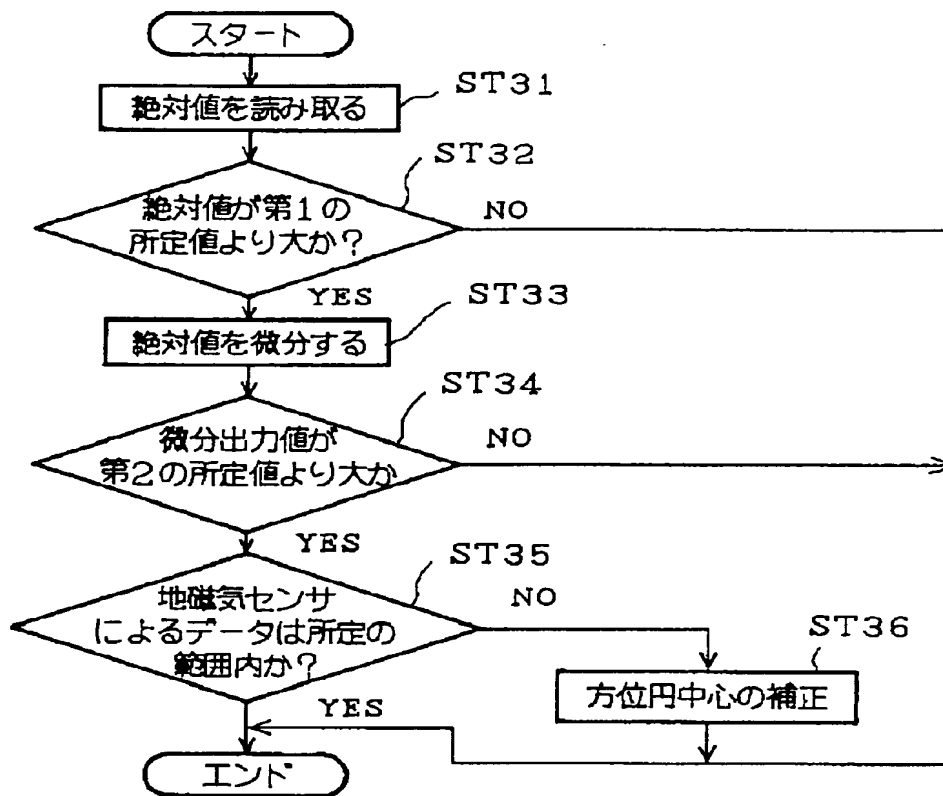 スタート
ST31
絶対値を読み取る
ST32
絶対値が第1の
所定値より大か?
NO
YES
ST33
絶対値を微分する
ST34
微分出力値が
第2の所定値より大か
NO
YES
ST35
地磁気センサ
によるデータは所定の
範囲内か?
NO
ST36
方位円中心の補正
YES
エンド